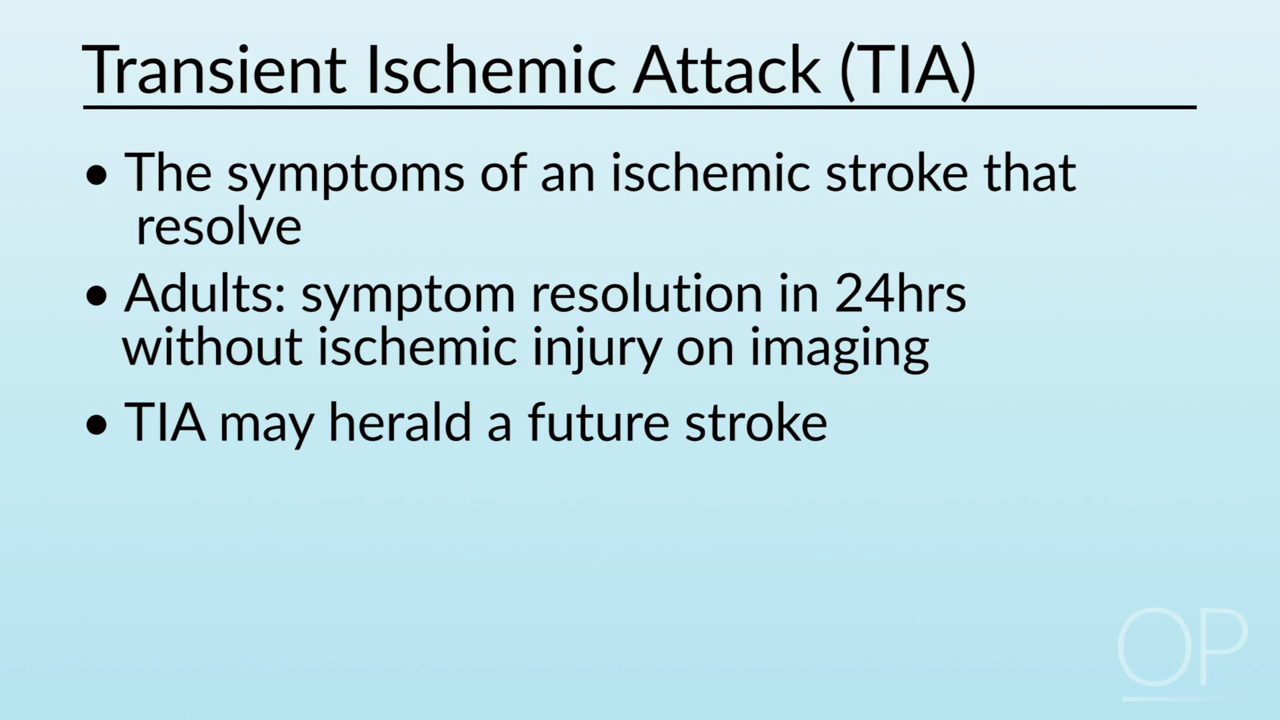 Transient Ischemic Attack (TIA)
• The symptoms of an ischemic stroke that
resolve
• Adults: symptom resolution in 24hrs
without ischemic injury on imaging
• TIA may herald a future stroke
OP